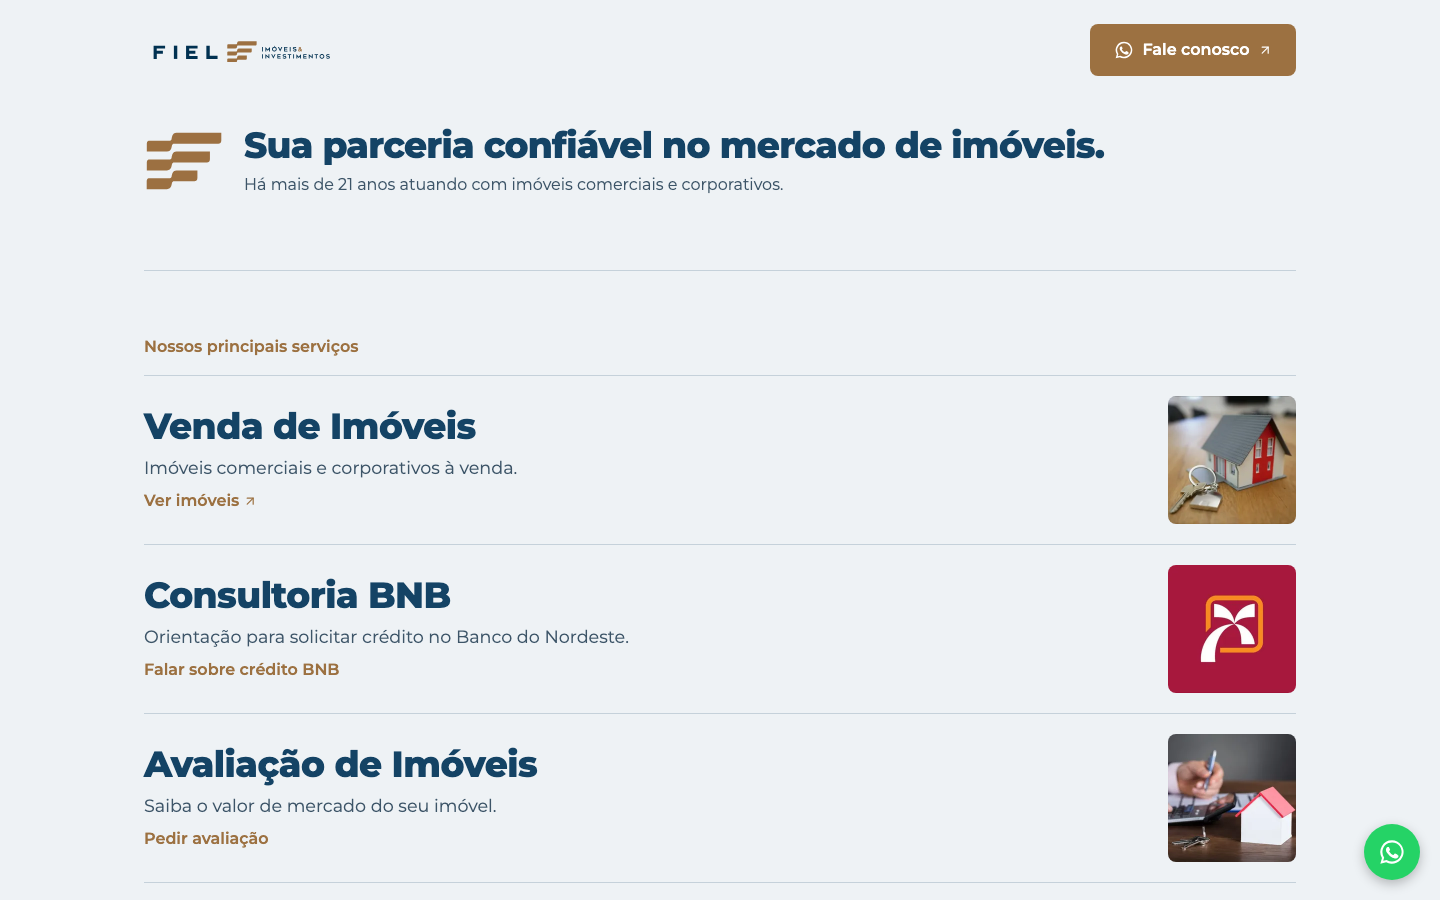 FIEL IMÓVEIS&
INVESTIMENTOS
Fale conosco
Sua parceria confiável no mercado de imóveis.
Há mais de 21 anos atuando com imóveis comerciais e corporativos.
Nossos principais serviços
Venda de Imóveis
Imóveis comerciais e corporativos à venda.
Ver imóveis
Consultoria BNB
Orientação para solicitar crédito no Banco do Nordeste.
Falar sobre crédito BNB
Avaliação de Imóveis
Saiba o valor de mercado do seu imóvel.
Pedir avaliação